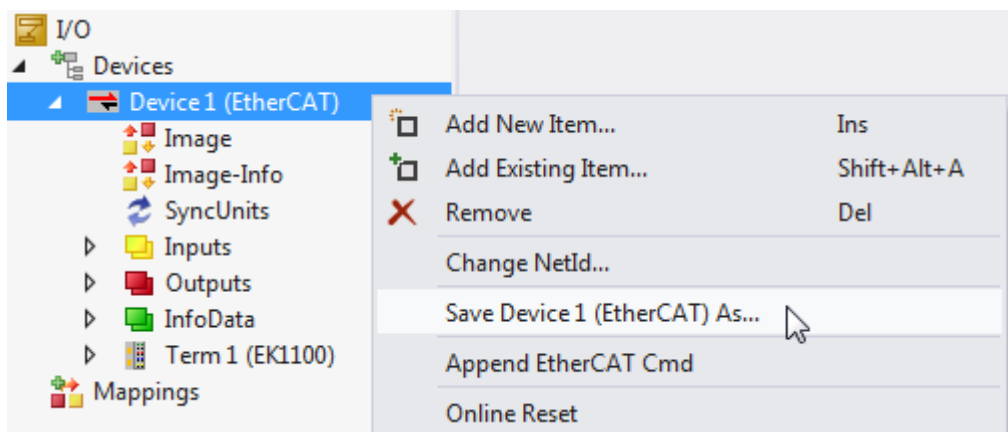 I/O
Devices
Device 1 (EtherCAT)
Image
Image-Info
SyncUnits
Inputs
Outputs
InfoData
Term 1 (EK1100)
Mappings
Add New Item... Ins
Add Existing Item... Shift+Alt+A
Remove Del
Change NetId...
Save Device 1 (EtherCAT) As...
Append EtherCAT Cmd
Online Reset